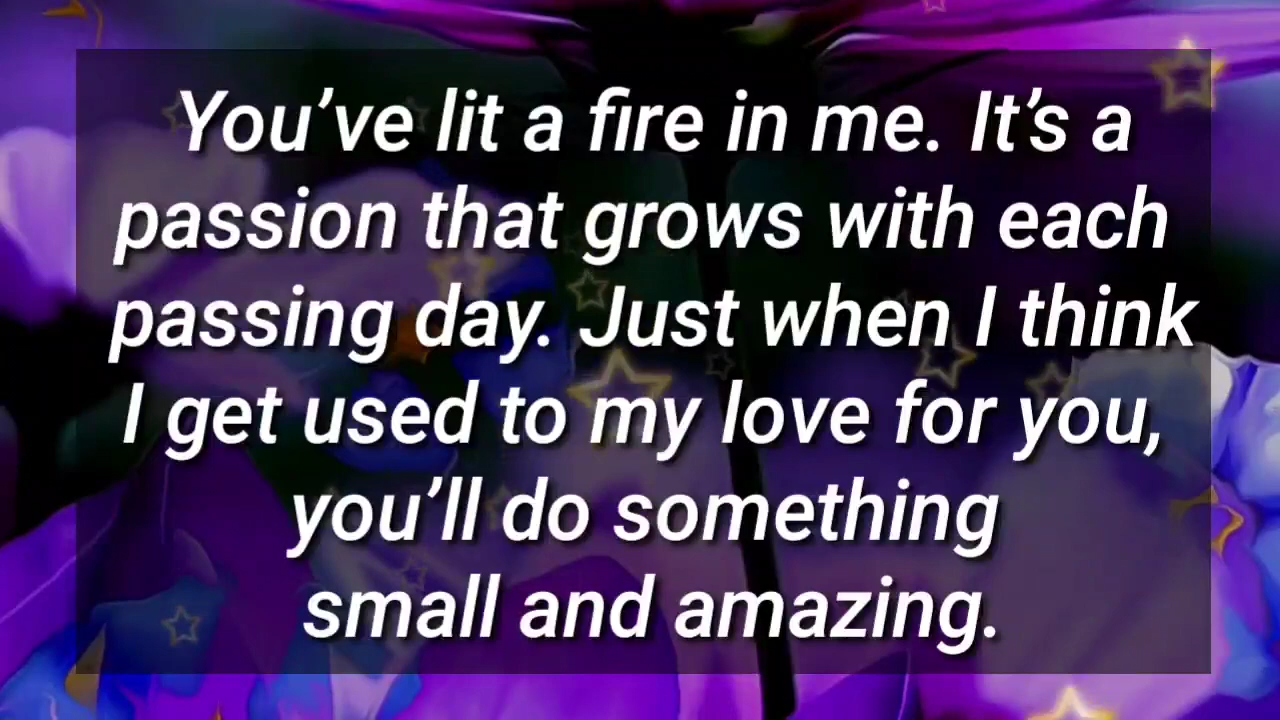 You’ve lit a fire in me. It’s a
passion that grows with each
passing day. Just when I think
I get used to my love for you,
you’ll do something
small and amazing.